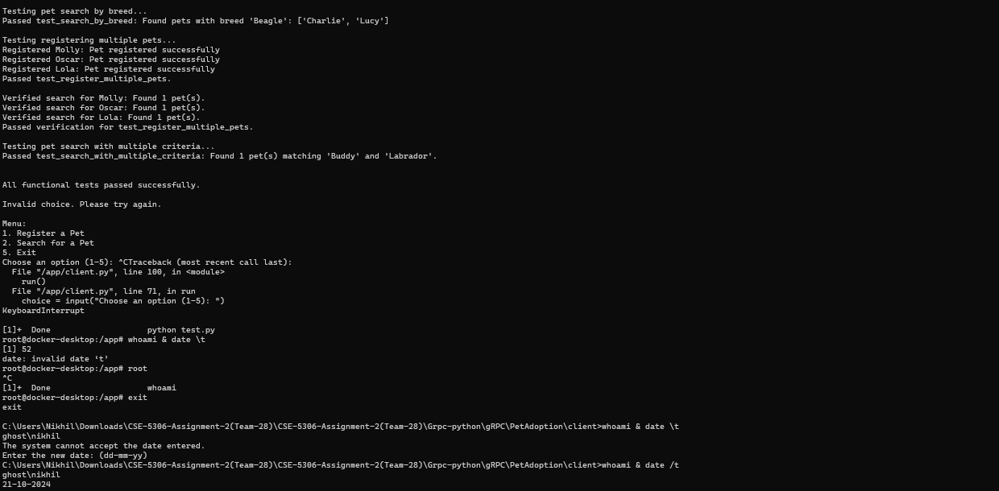 Testing pet search by breed...
Passed test_search_by_breed: Found pets with breed 'Beagle': ['Charlie', 'Lucy']
Testing registering multiple pets...
Registered Molly: Pet registered successfully
Registered Oscar: Pet registered successfully
Registered Lola: Pet registered successfully
Passed test_register_multiple_pets.
Verified search for Molly: Found 1 pet(s).
Verified search for Oscar: Found 1 pet(s).
Verified search for Lola: Found 1 pet(s).
Passed verification for test_register_multiple_pets.
Testing pet search with multiple criteria...
Passed test_search_with_multiple_criteria: Found 1 pet(s) matching 'Buddy' and 'Labrador'.
All functional tests passed successfully.
Invalid choice. Please try again.
Menu:
1. Register a Pet
2. Search for a Pet
5. Exit
Choose an option (1-5): ^CTraceback (most recent call last):
  File "/app/client.py", line 100, in <module>
    run()
  File "/app/client.py", line 71, in run
    choice = input("Choose an option (1-5): ")
KeyboardInterrupt
[1]+  Done                    python test.py
root@docker-desktop:/app# whoami & date \t
[1] 52
date: invalid date ‘t’
root@docker-desktop:/app# root
^C
[1]+  Done                    whoami
root@docker-desktop:/app# exit
exit
C:\Users\Nikhil\Downloads\CSE-5306-Assignment-2(Team-28)\CSE-5306-Assignment-2(Team-28)\Grpc-python\gRPC\PetAdoption\client>whoami & date \t
ghost\nikhil
The system cannot accept the date entered.
Enter the new date: (dd-mm-yy)
C:\Users\Nikhil\Downloads\CSE-5306-Assignment-2(Team-28)\CSE-5306-Assignment-2(Team-28)\Grpc-python\gRPC\PetAdoption\client>whoami & date /t
ghost\nikhil
21-10-2024